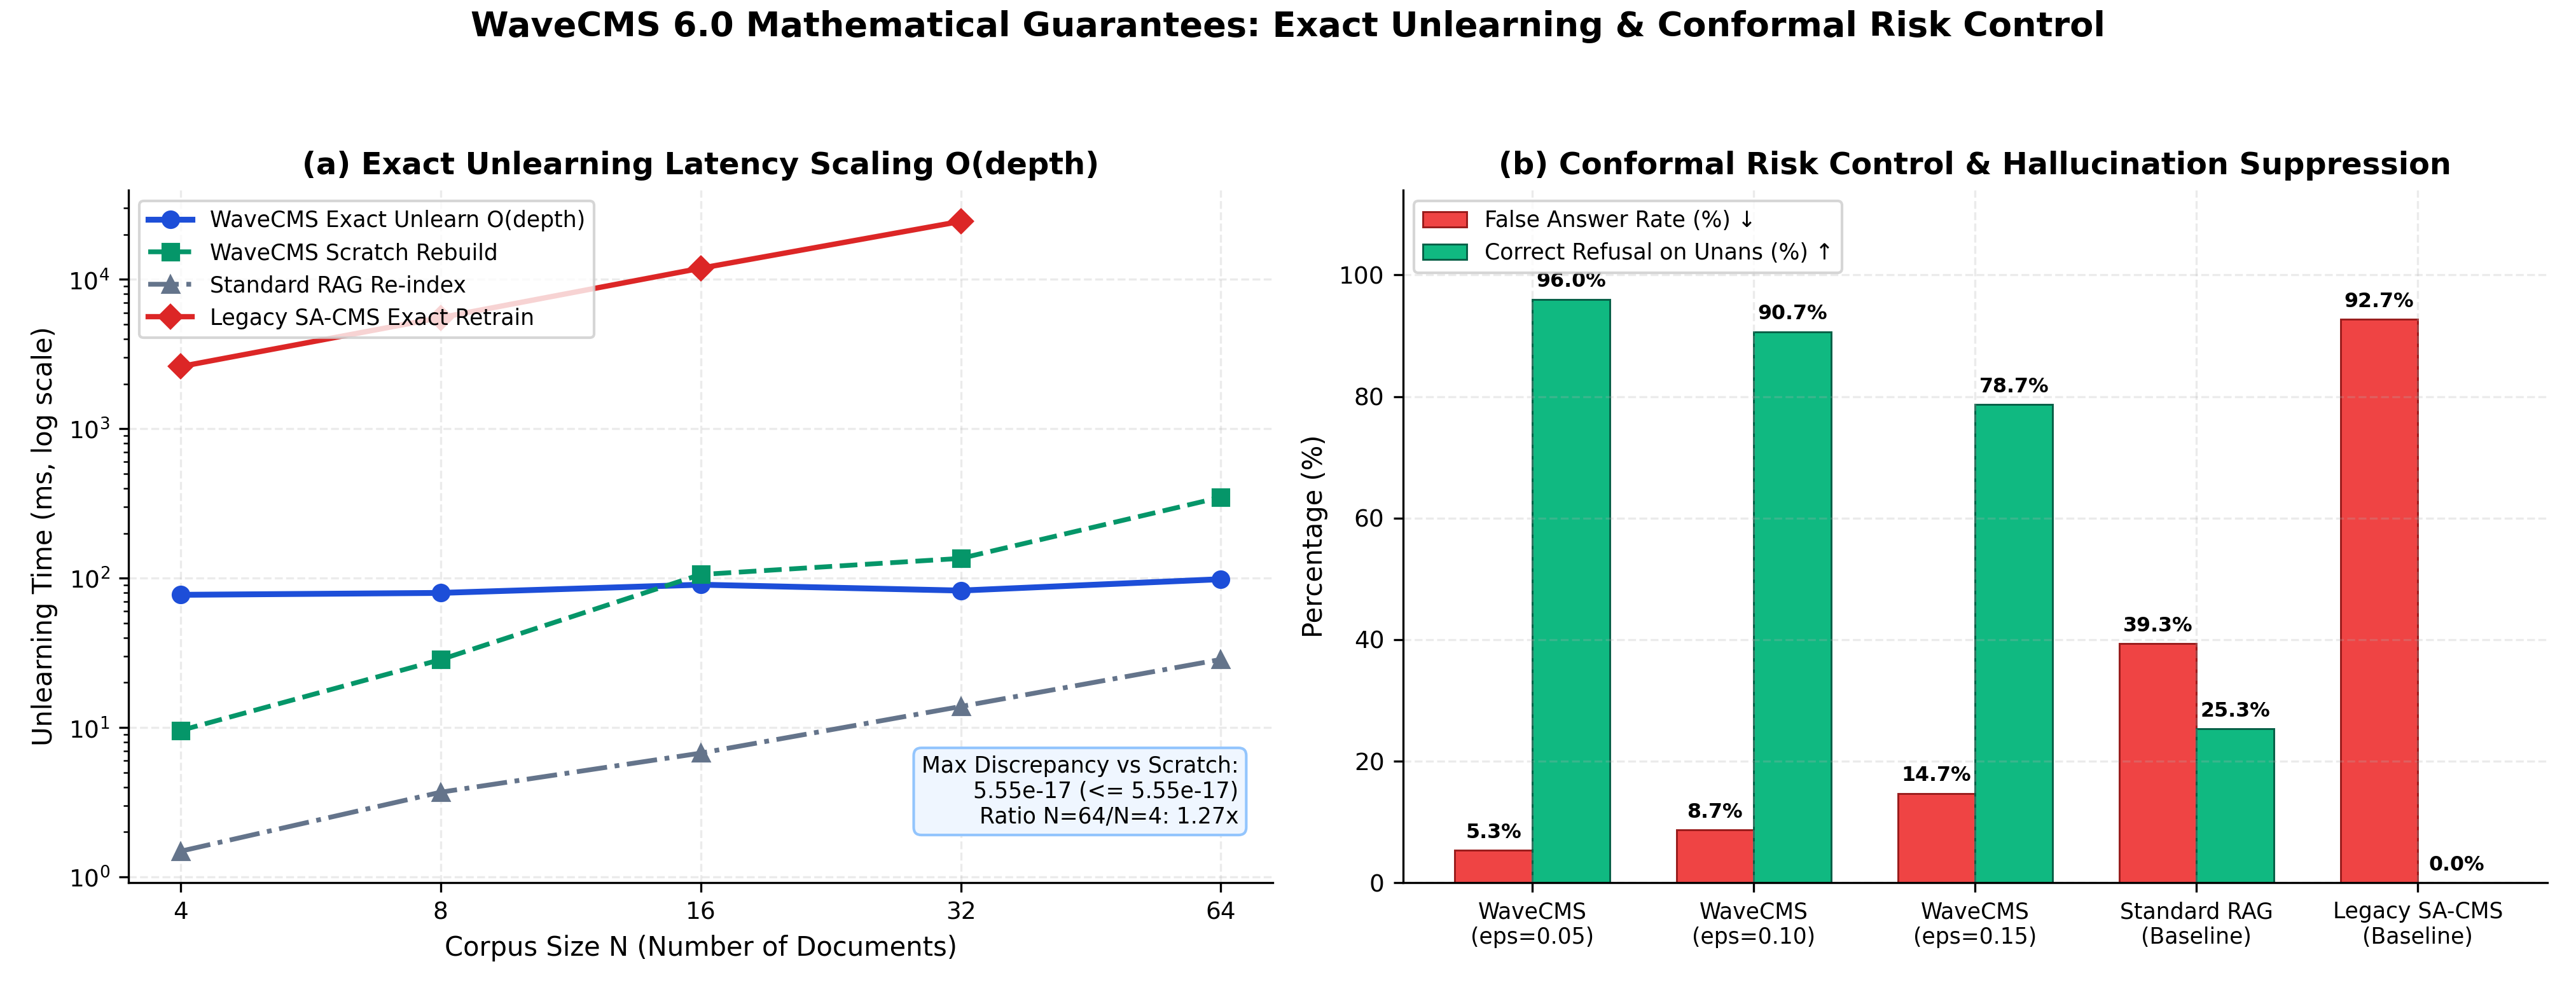 WaveCMS 6.0 Mathematical Guarantees: Exact Unlearning & Conformal Risk Control
(a) Exact Unlearning Latency Scaling O(depth)
WaveCMS Exact Unlearn O(depth)
WaveCMS Scratch Rebuild
Standard RAG Re-index
Legacy SA-CMS Exact Retrain
Unlearning Time (ms, log scale)
10⁴
10³
10²
10¹
10⁰
Max Discrepancy vs Scratch:
5.55e-17 (<= 5.55e-17)
Ratio N=64/N=4: 1.27x
4 8 16 32 64
Corpus Size N (Number of Documents)
(b) Conformal Risk Control & Hallucination Suppression
False Answer Rate (%) ↓
Correct Refusal on Unans (%) ↑
Percentage (%)
100
80
60
40
20
0
5.3%
96.0%
8.7%
90.7%
14.7%
78.7%
39.3%
25.3%
92.7%
0.0%
WaveCMS
(eps=0.05)
WaveCMS
(eps=0.10)
WaveCMS
(eps=0.15)
Standard RAG
(Baseline)
Legacy SA-CMS
(Baseline)